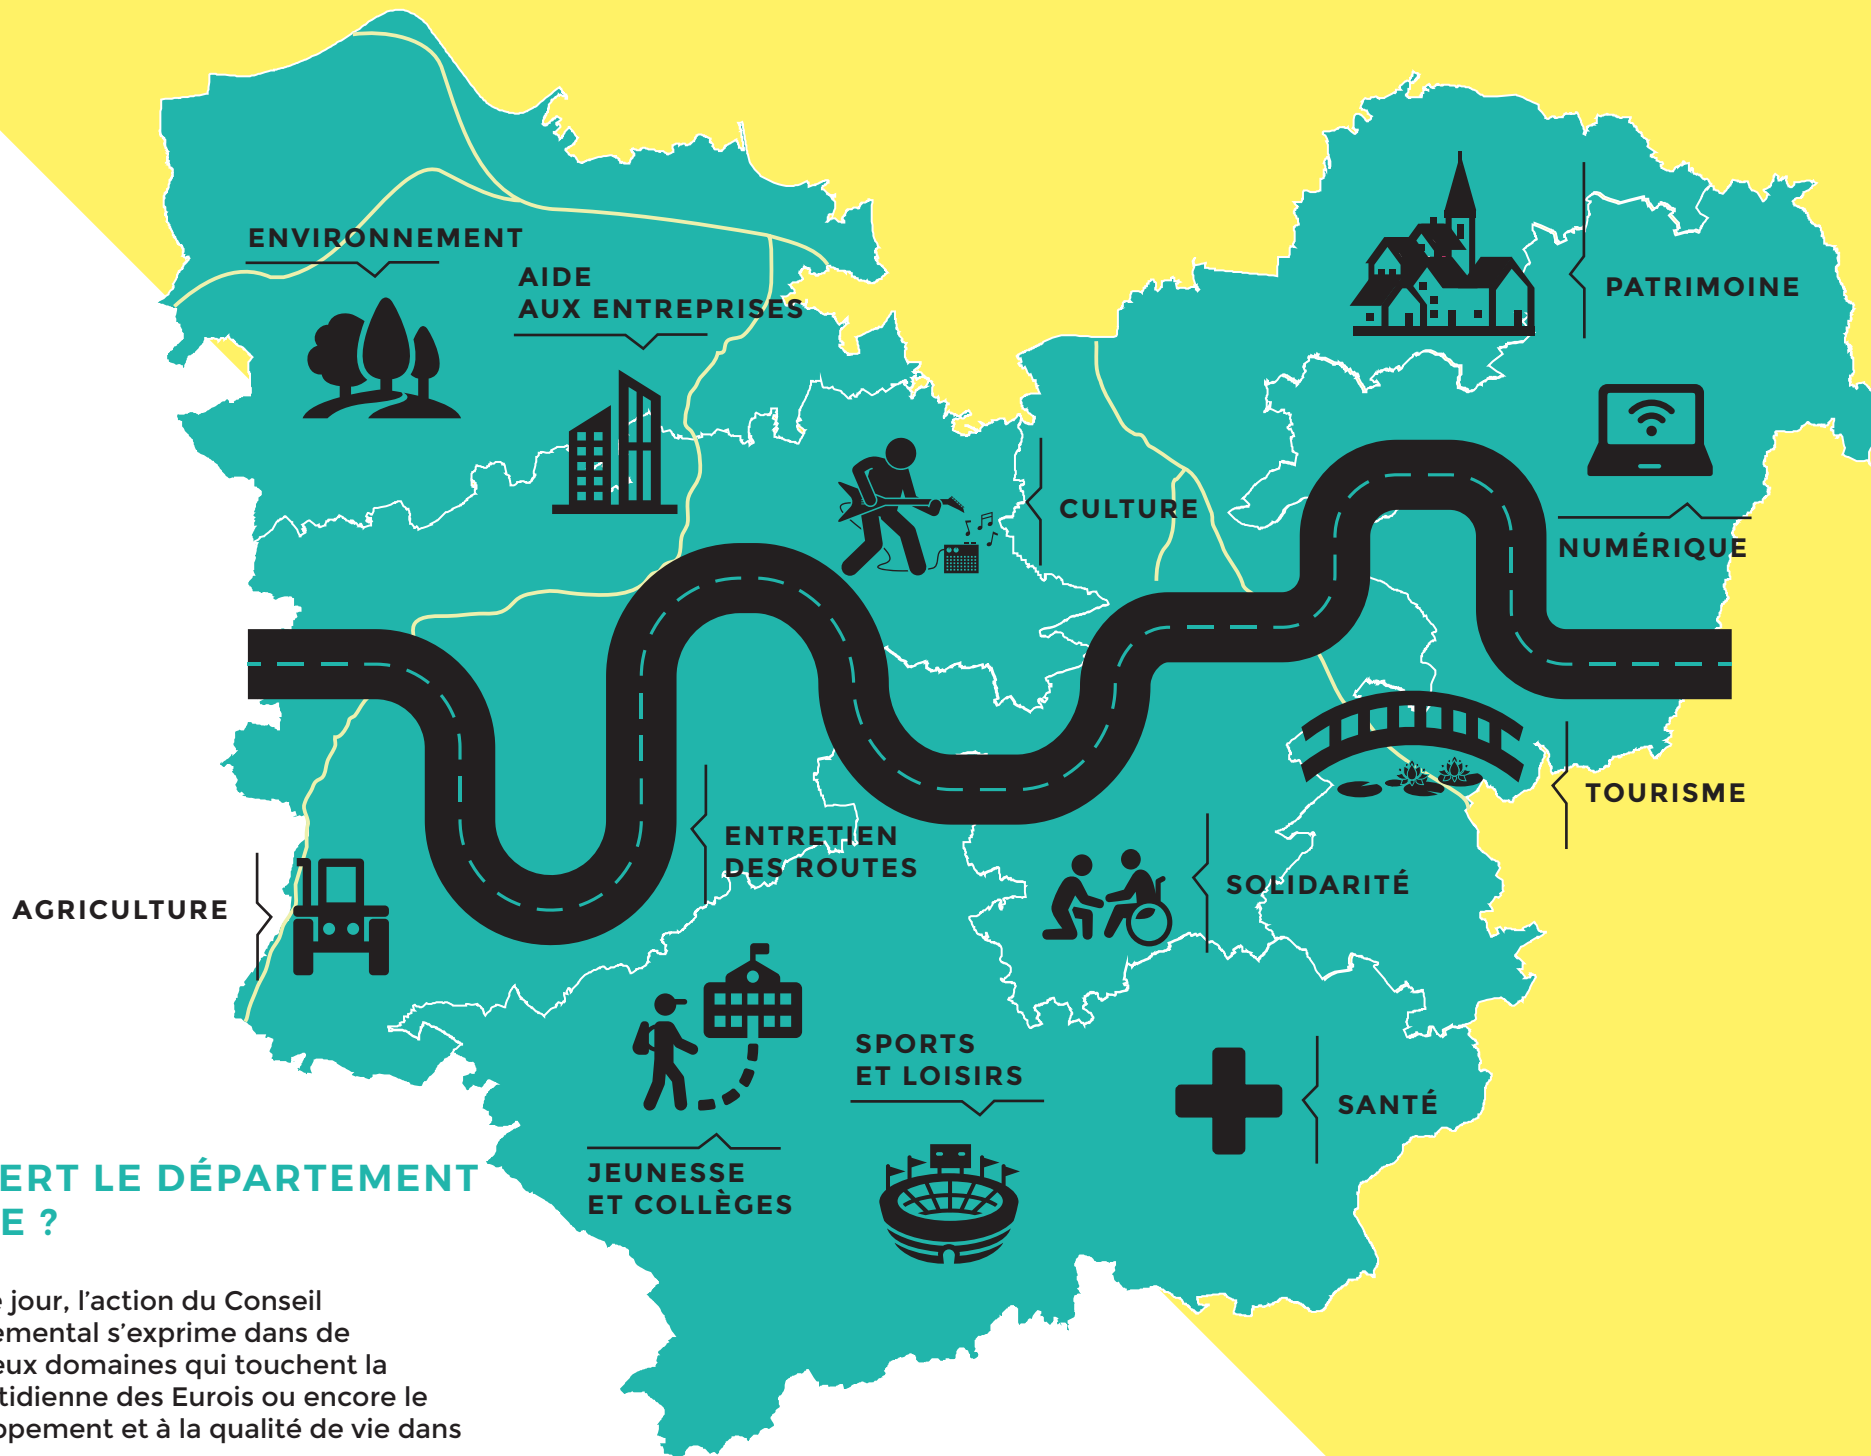 ENVIRONNEMENT
AIDE
AUX ENTREPRISES
PATRIMOINE
CULTURE
NUMÉRIQUE
TOURISME
ENTRETIEN
DES ROUTES
SOLIDARITÉ
AGRICULTURE
SPORTS
ET LOISIRS
SANTÉ
JEUNESSE
ET COLLÈGES
ERT LE DÉPARTEMENT
E ?
jour, l’action du Conseil
emental s’exprime dans de
eux domaines qui touchent la
tidienne des Eurois ou encore le
ppement et à la qualité de vie dans